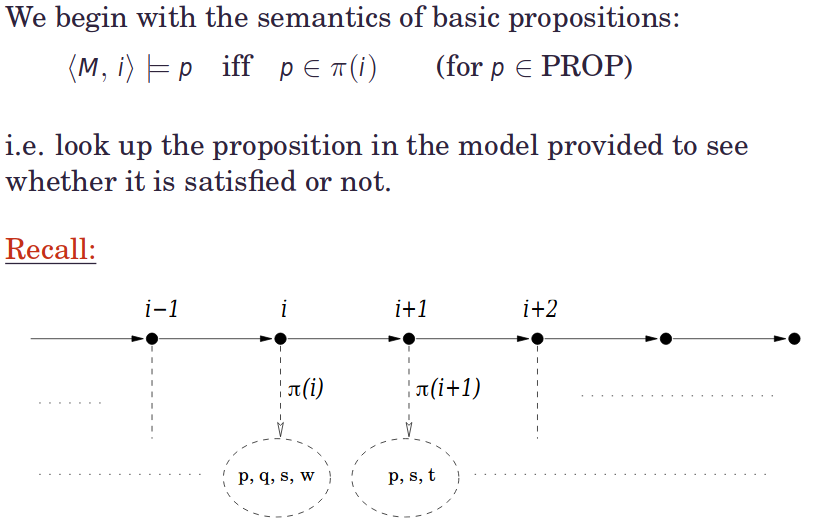 We begin with the semantics of basic propositions:
⟨M, i⟩ ⊨ p iff p ∈ π(i) (for p ∈ PROP)
i.e. look up the proposition in the model provided to see
whether it is satisfied or not.
Recall:
i−1 i i+1 i+2
π(i) π(i+1)
p, q, s, w p, s, t